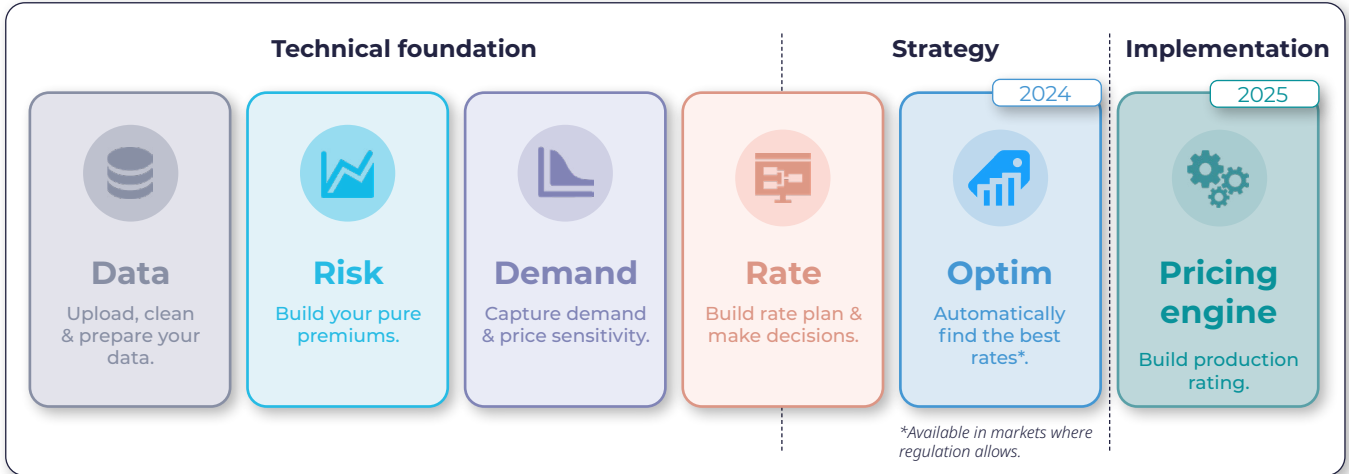 Technical foundation
Strategy
Implementation
2024
2025
Data
Upload, clean
& prepare your
data.
Risk
Build your pure
premiums.
Demand
Capture demand
& price sensitivity.
Rate
Build rate plan &
make decisions.
Optim
Automatically
find the best
rates*.
Pricing
engine
Build production
rating.
*Available in markets where
regulation allows.